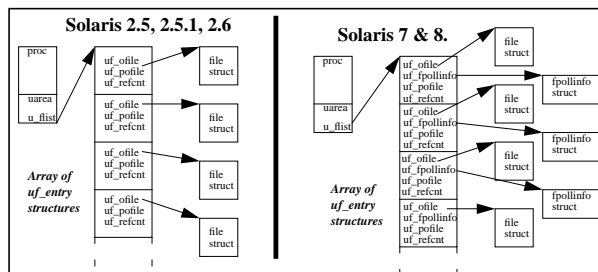 Solaris 2.5, 2.5.1, 2.6
proc
uarea
u_flist
uf_ofile
uf_pofile
uf_refcnt
uf_ofile
uf_pofile
uf_refcnt
uf_ofile
uf_pofile
uf_refcnt
uf_ofile
uf_pofile
uf_refcnt
file
struct
file
struct
file
struct
file
struct
Array of
uf_entry
structures
Solaris 7 & 8.
proc
uarea
u_flist
uf_ofile
uf_fpollinfo
uf_pofile
uf_refcnt
uf_ofile
uf_fpollinfo
uf_pofile
uf_refcnt
uf_ofile
uf_fpollinfo
uf_pofile
uf_refcnt
uf_ofile
uf_fpollinfo
uf_pofile
uf_refcnt
file
struct
fpollinfo
struct
file
struct
fpollinfo
struct
file
struct
fpollinfo
struct
file
struct
Array of
uf_entry
structures